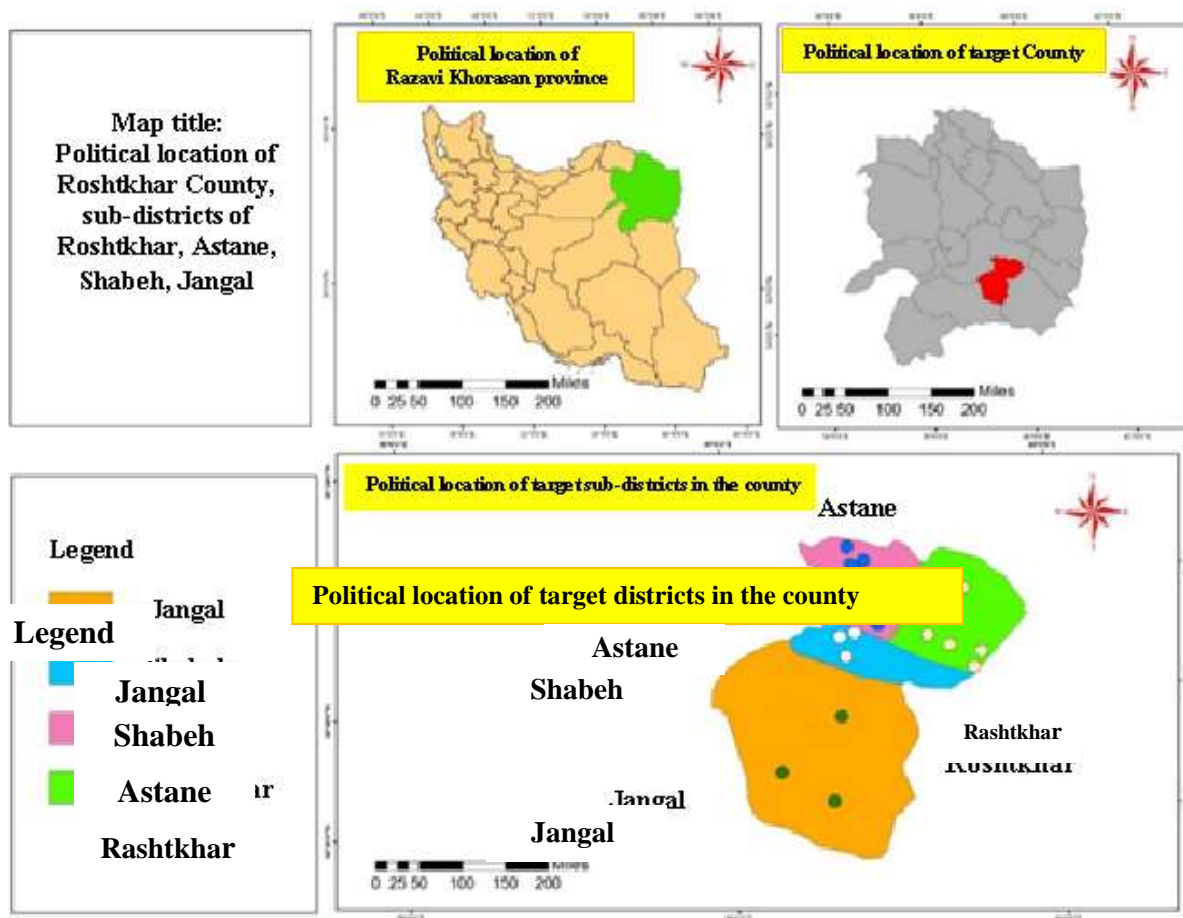 Map title:
Political location of
Roshtkhar County,
sub-districts of
Roshtkhar, Astane,
Shabeh, Jangal
Political location of
Razavi Khorasan province
Miles
0 25 50 100 150 200
Political location of target County
Miles
0 25 50 100 150 200
Legend
Jangal
Legend
Jangal
Shabeh
Astane
ar
Rashtkhar
Political location of target sub-districts in the county
Astane
Political location of target districts in the county
Astane
Shabeh
Rashtkhar
Roshtkhar
Jangal
Jangal
Miles
0 25 50 100 150 200